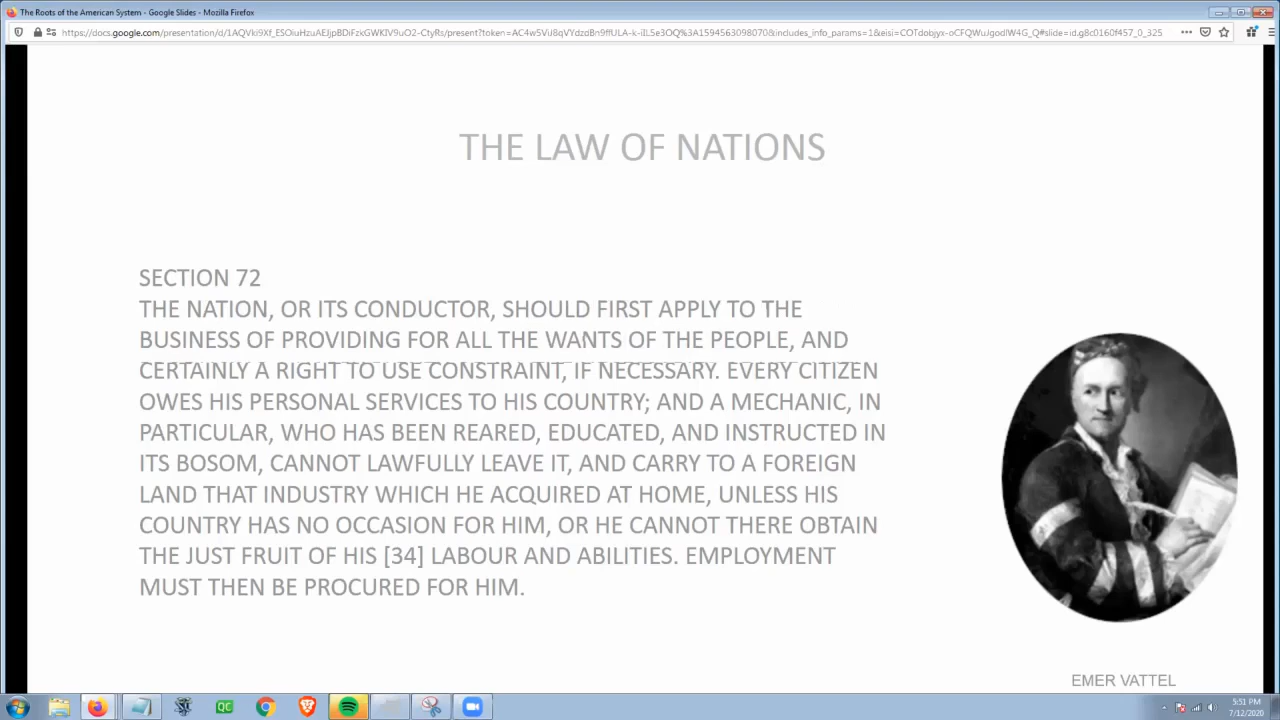 The Roots of the American System - Google Slides - Mozilla Firefox
THE LAW OF NATIONS
SECTION 72
THE NATION, OR ITS CONDUCTOR, SHOULD FIRST APPLY TO THE
BUSINESS OF PROVIDING FOR ALL THE WANTS OF THE PEOPLE, AND
CERTAINLY A RIGHT TO USE CONSTRAINT, IF NECESSARY. EVERY CITIZEN
OWES HIS PERSONAL SERVICES TO HIS COUNTRY; AND A MECHANIC, IN
PARTICULAR, WHO HAS BEEN REARED, EDUCATED, AND INSTRUCTED IN
ITS BOSOM, CANNOT LAWFULLY LEAVE IT, AND CARRY TO A FOREIGN
LAND THAT INDUSTRY WHICH HE ACQUIRED AT HOME, UNLESS HIS
COUNTRY HAS NO OCCASION FOR HIM, OR HE CANNOT THERE OBTAIN
THE JUST FRUIT OF HIS [34] LABOUR AND ABILITIES. EMPLOYMENT
MUST THEN BE PROCURED FOR HIM.
EMER VATTEL
QC
5:51 PM
7/12/2020